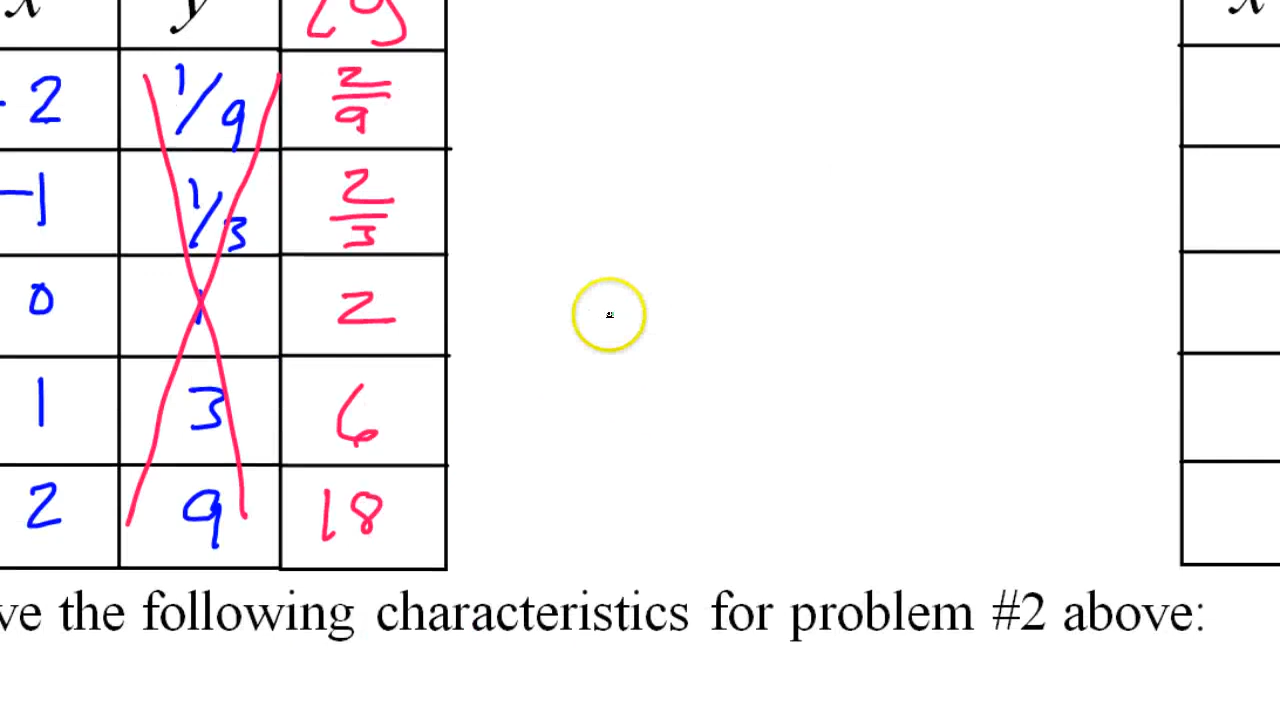 x y x
-2 1/9 2/9
-1 1/3 2/3
0 1 2
1 3 6
2 9 18
ve the following characteristics for problem #2 above: